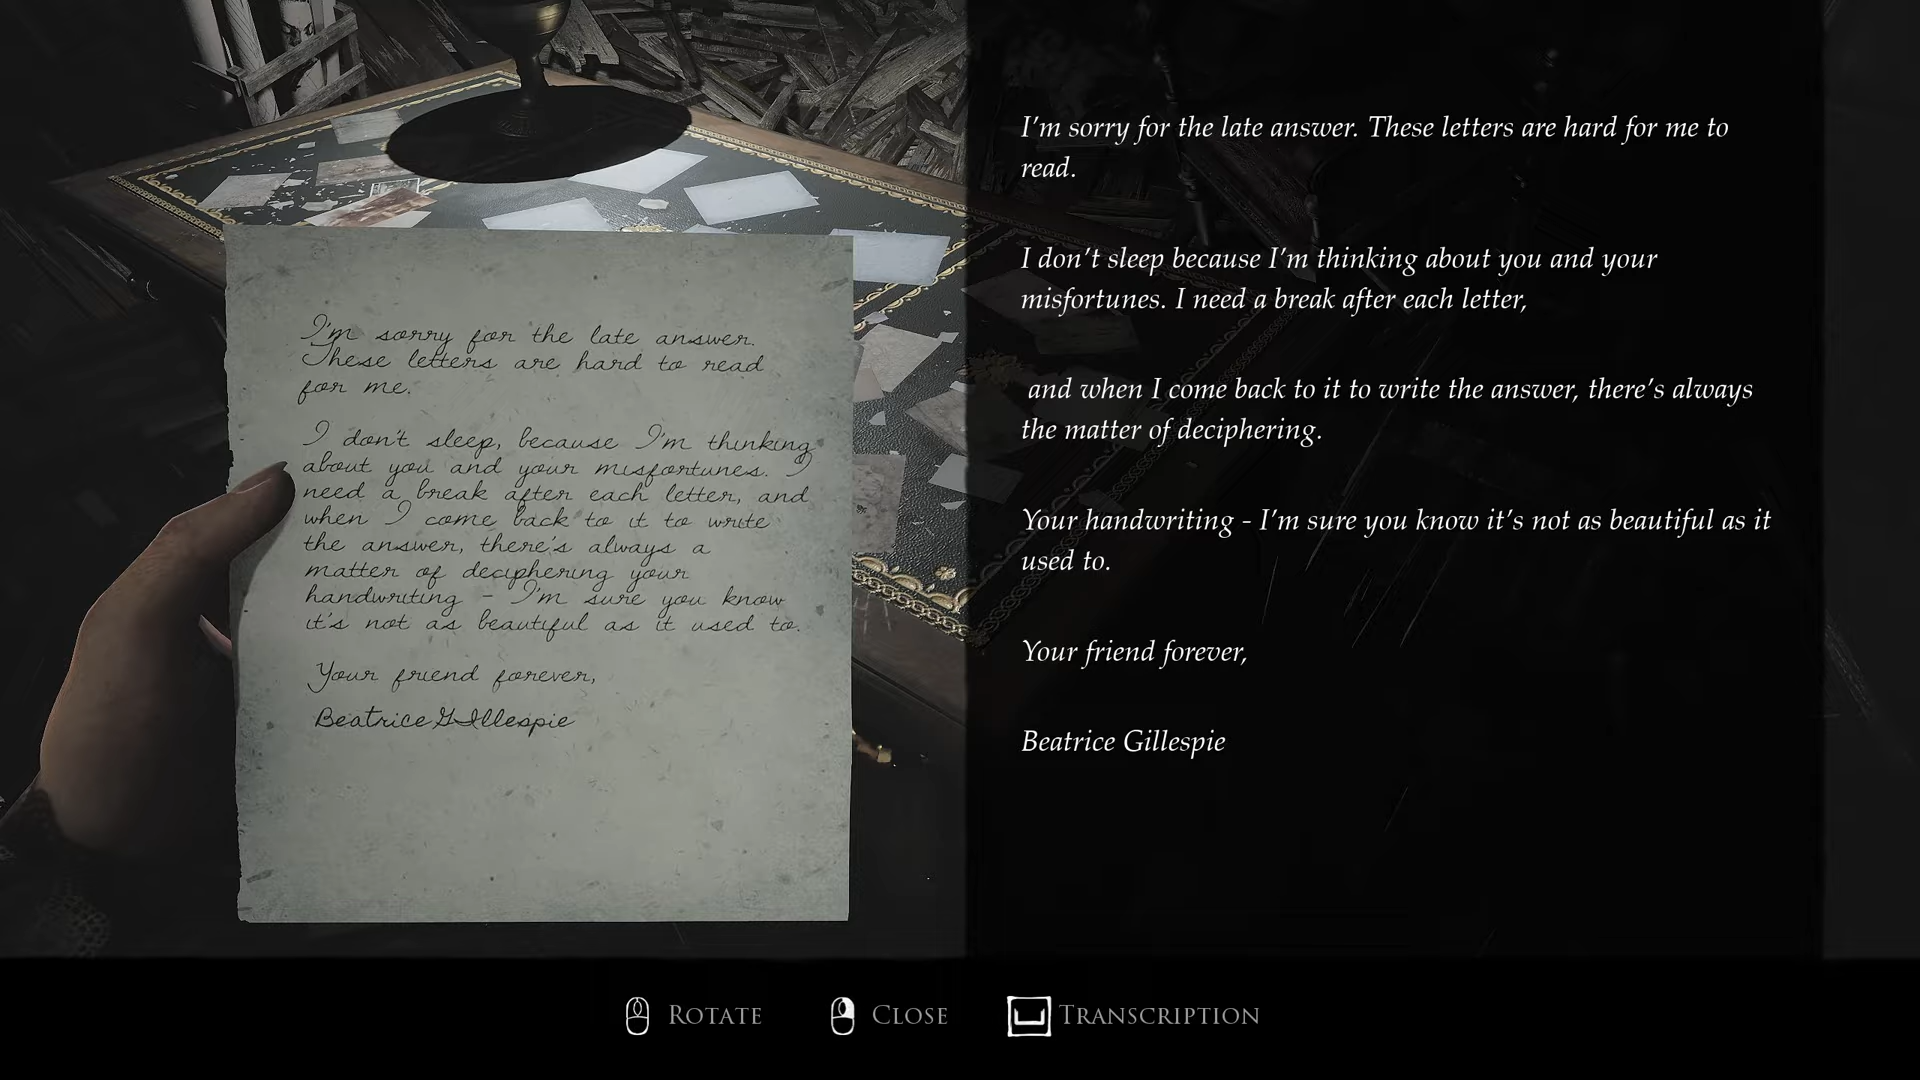 I'm sorry for the late answer.
These letters are hard to read
for me.
I don't sleep, because I'm thinking
about you and your misfortunes. I
need a break after each letter, and
when I come back to it to write
the answer, there's always a
matter of deciphering your
handwriting - I'm sure you know
it's not as beautiful as it used to.
Your friend forever,
Beatrice Gillespie
I'm sorry for the late answer. These letters are hard for me to
read.
I don't sleep because I'm thinking about you and your
misfortunes. I need a break after each letter,
and when I come back to it to write the answer, there's always
the matter of deciphering.
Your handwriting - I'm sure you know it's not as beautiful as it
used to.
Your friend forever,
Beatrice Gillespie
ROTATE
CLOSE
TRANSCRIPTION